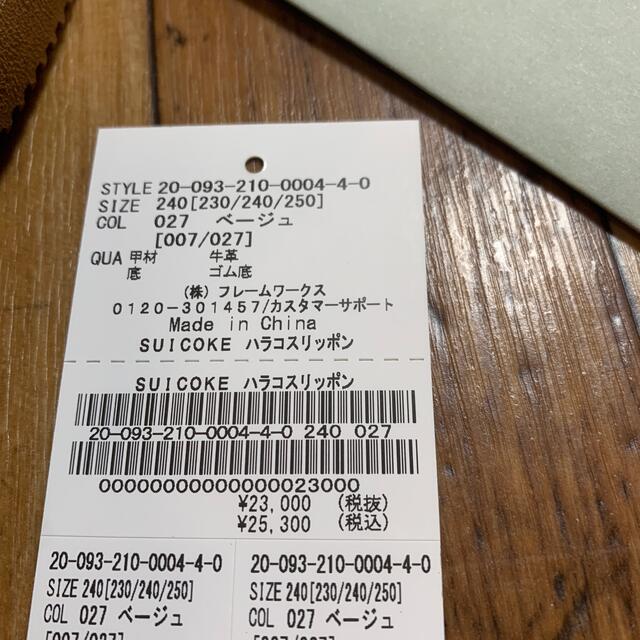 STYLE 20-093-210-0004-4-0
SIZE 240[230/240/250]
COL 027 ベージュ
[007/027]
QUA 甲材 牛革
底 ゴム底
(株) フレームワークス
0120-301457/カスタマーサポート
Made in China
SUICOKE ハラコスリッポン
SUICOKE ハラコスリッポン
20-093-210-0004-4-0 240 027
0000000000000000023000
¥23,000 (税抜)
¥25,300 (税込)
20-093-210-0004-4-0
SIZE 240[230/240/250]
COL 027 ベージュ
[007/027]
20-093-210-0004-4-0
SIZE 240[230/240/250]
COL 027 ベージュ
[007/027]